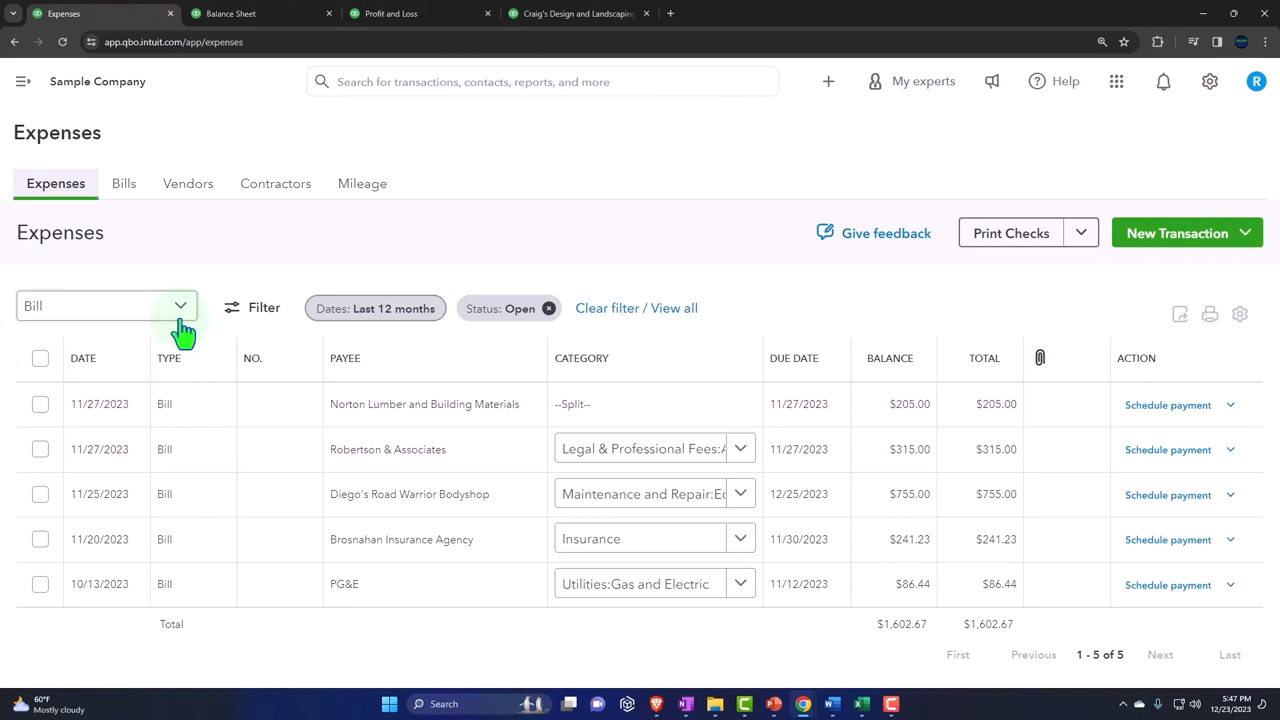 Expenses
Balance Sheet
Profit and Loss
Craig's Design and Landscaping
app.qbo.intuit.com/app/expenses
Sample Company
Search for transactions, contacts, reports, and more
My experts
Help
R
Expenses
Expenses Bills Vendors Contractors Mileage
Expenses
Give feedback
Print Checks
New Transaction
Bill
Filter
Dates: Last 12 months
Status: Open
Clear filter / View all
DATE TYPE NO. PAYEE CATEGORY DUE DATE BALANCE TOTAL ACTION
11/27/2023 Bill Norton Lumber and Building Materials --Split-- 11/27/2023 $205.00 $205.00 Schedule payment
11/27/2023 Bill Robertson & Associates Legal & Professional Fees:A 11/27/2023 $315.00 $315.00 Schedule payment
11/25/2023 Bill Diego's Road Warrior Bodyshop Maintenance and Repair:Eq 12/25/2023 $755.00 $755.00 Schedule payment
11/20/2023 Bill Brosnahan Insurance Agency Insurance 11/30/2023 $241.23 $241.23 Schedule payment
10/13/2023 Bill PG&E Utilities:Gas and Electric 11/12/2023 $86.44 $86.44 Schedule payment
Total $1,602.67 $1,602.67
First Previous 1 - 5 of 5 Next Last
60°F
Mostly cloudy
Search
5:47 PM
12/23/2023